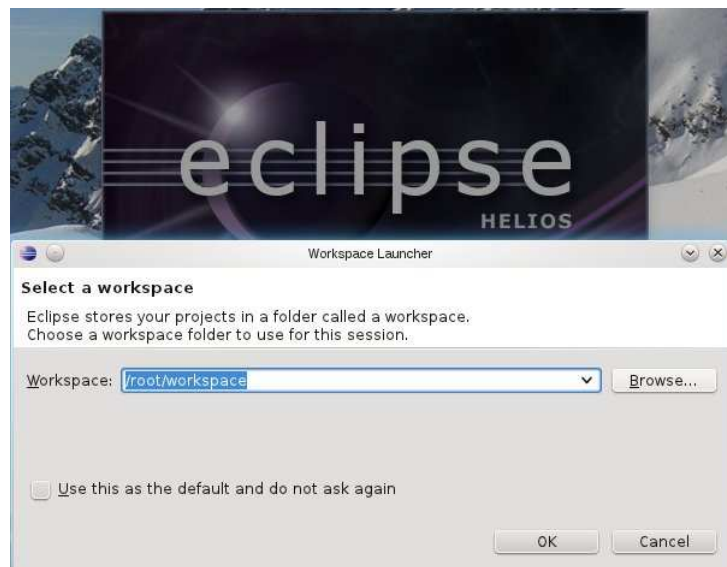 eclipse
HELIOS
Workspace Launcher
Select a workspace
Eclipse stores your projects in a folder called a workspace.
Choose a workspace folder to use for this session.
Workspace: /root/workspace Browse...
Use this as the default and do not ask again
OK Cancel